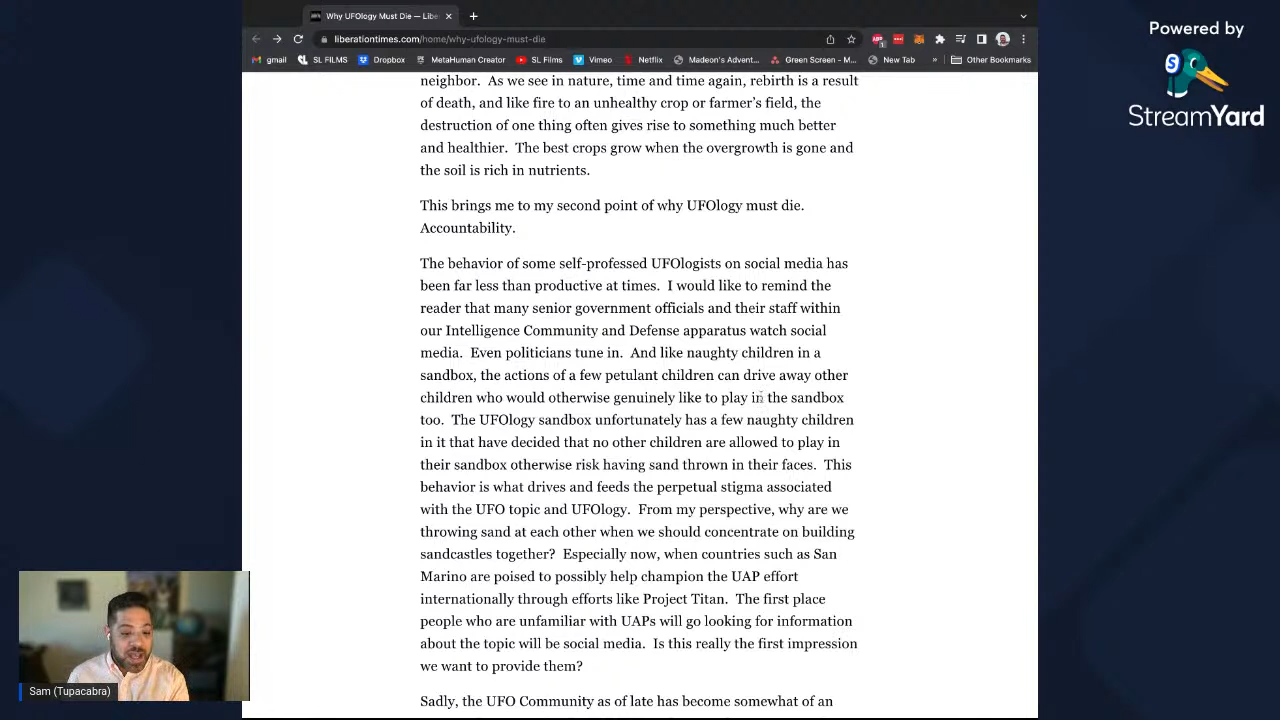 Why UFOlogy Must Die — Libe
liberationtimes.com/home/why-ufology-must-die
gmail
SL FILMS
Dropbox
MetaHuman Creator
SL Films
Vimeo
Netflix
Madeon's Advent...
Green Screen - M...
New Tab
»
Other Bookmarks
Powered by
StreamYard
neighbor. As we see in nature, time and time again, rebirth is a result
of death, and like fire to an unhealthy crop or farmer's field, the
destruction of one thing often gives rise to something much better
and healthier. The best crops grow when the overgrowth is gone and
the soil is rich in nutrients.
This brings me to my second point of why UFOlogy must die.
Accountability.
The behavior of some self-professed UFOlogists on social media has
been far less than productive at times. I would like to remind the
reader that many senior government officials and their staff within
our Intelligence Community and Defense apparatus watch social
media. Even politicians tune in. And like naughty children in a
sandbox, the actions of a few petulant children can drive away other
children who would otherwise genuinely like to play in the sandbox
too. The UFOlogy sandbox unfortunately has a few naughty children
in it that have decided that no other children are allowed to play in
their sandbox otherwise risk having sand thrown in their faces. This
behavior is what drives and feeds the perpetual stigma associated
with the UFO topic and UFOlogy. From my perspective, why are we
throwing sand at each other when we should concentrate on building
sandcastles together? Especially now, when countries such as San
Marino are poised to possibly help champion the UAP effort
internationally through efforts like Project Titan. The first place
people who are unfamiliar with UAPs will go looking for information
about the topic will be social media. Is this really the first impression
we want to provide them?
Sadly, the UFO Community as of late has become somewhat of an
Sam (Tupacabra)